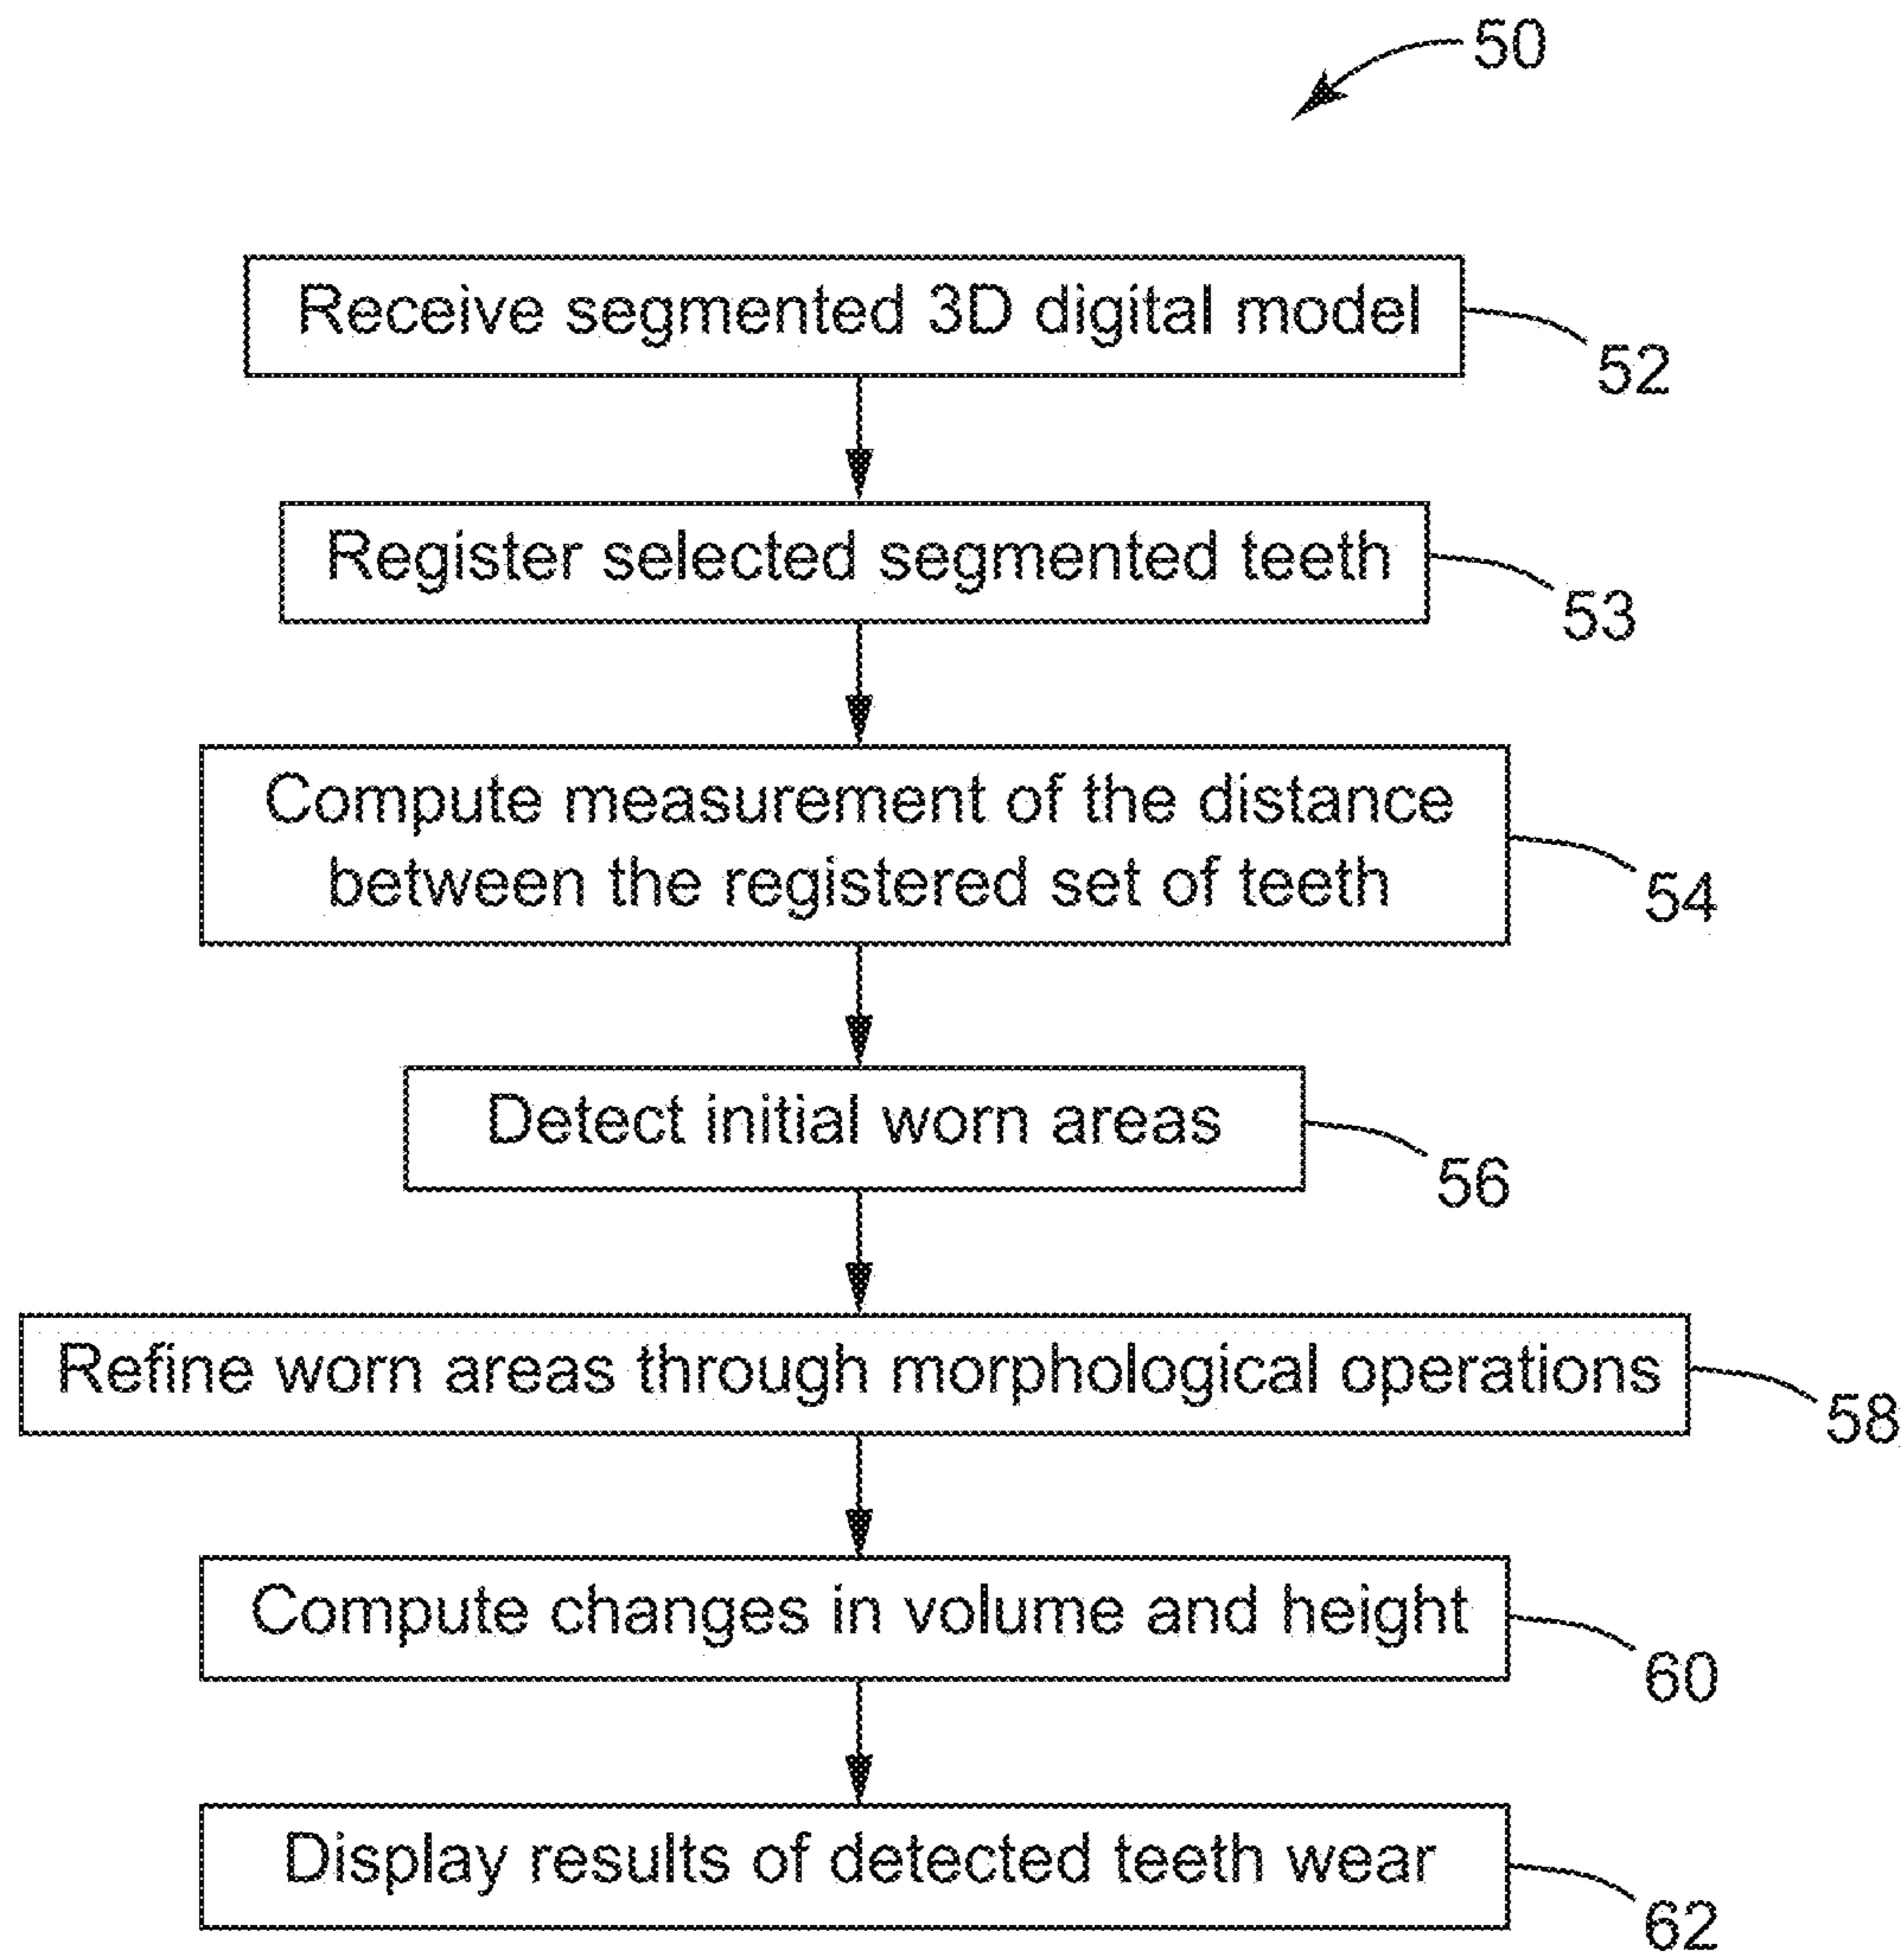 50
Receive segmented 3D digital model
52
Register selected segmented teeth
53
Compute measurement of the distance
between the registered set of teeth
54
Detect initial worn areas
56
Refine worn areas through morphological operations
58
Compute changes in volume and height
60
Display results of detected teeth wear
62